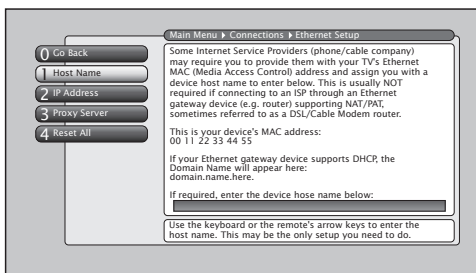 Main Menu ▸ Connections ▸ Ethernet Setup
0 Go Back
1 Host Name
2 IP Address
3 Proxy Server
4 Reset All
Some Internet Service Providers (phone/cable company)
may require you to provide them with your TV's Ethernet
MAC (Media Access Control) address and assign you with a
device host name to enter below. This is usually NOT
required if connecting to an ISP through an Ethernet
gateway device (e.g. router) supporting NAT/PAT,
sometimes referred to as a DSL/Cable Modem router.
This is your device's MAC address:
00 11 22 33 44 55
If your Ethernet gateway device supports DHCP, the
Domain Name will appear here:
domain.name.here.
If required, enter the device hose name below:
Use the keyboard or the remote's arrow keys to enter the
host name. This may be the only setup you need to do.